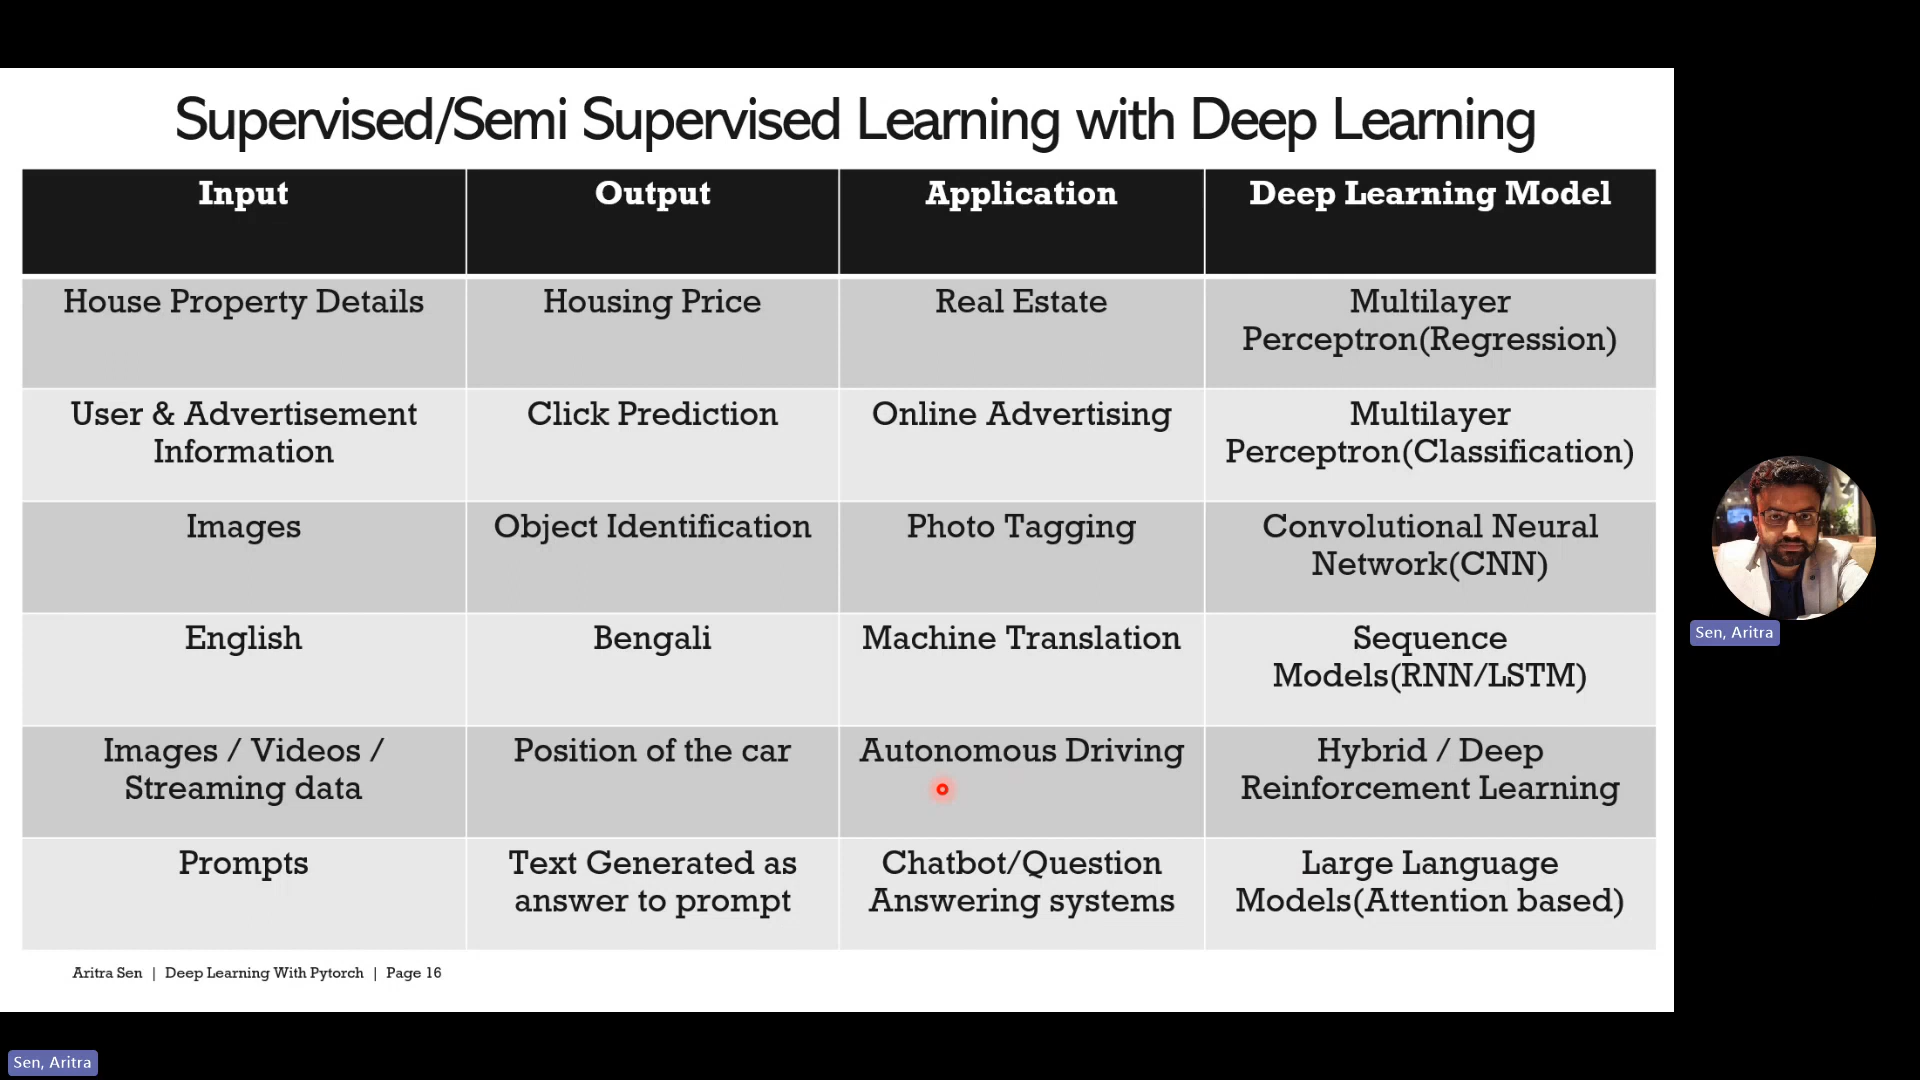 Supervised/Semi Supervised Learning with Deep Learning
Input
Output
Application
Deep Learning Model
House Property Details
Housing Price
Real Estate
Multilayer
Perceptron(Regression)
User & Advertisement
Information
Click Prediction
Online Advertising
Multilayer
Perceptron(Classification)
Images
Object Identification
Photo Tagging
Convolutional Neural
Network(CNN)
English
Bengali
Machine Translation
Sequence
Models(RNN/LSTM)
Images / Videos /
Streaming data
Position of the car
Autonomous Driving
Hybrid / Deep
Reinforcement Learning
Prompts
Text Generated as
answer to prompt
Chatbot/Question
Answering systems
Large Language
Models(Attention based)
Aritra Sen | Deep Learning With Pytorch | Page 16
Sen, Aritra
Sen, Aritra